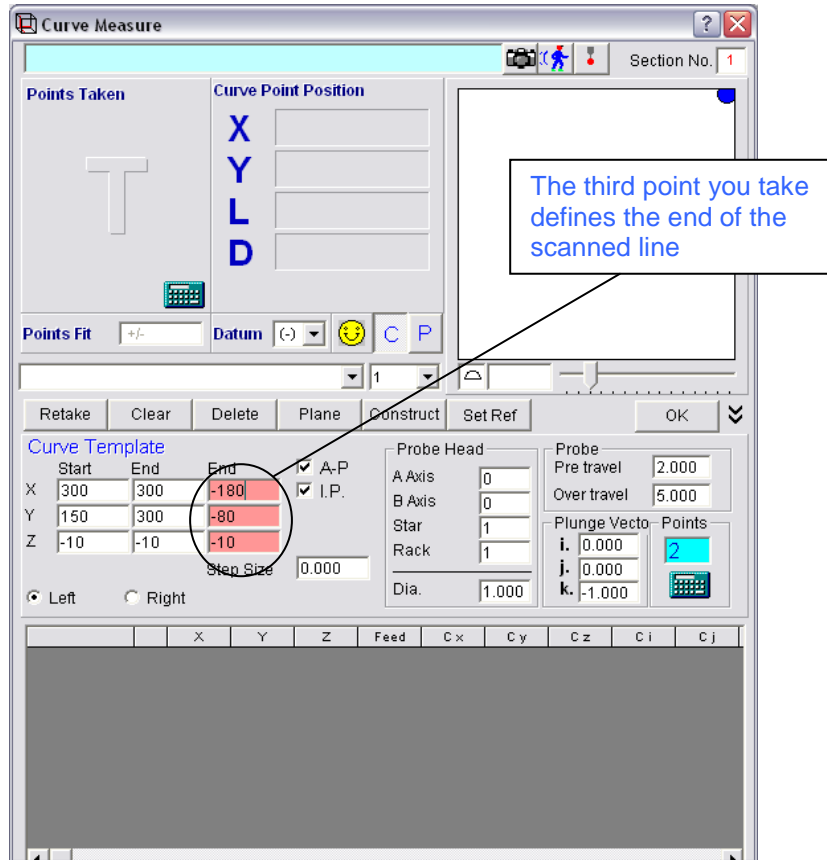 Curve Measure
Section No. 1
Points Taken
Curve Point Position
T
X
Y
L
D
The third point you take
defines the end of the
scanned line
Points Fit +/- Datum (-) C P
1
Retake Clear Delete Plane Construct Set Ref OK
Curve Template
Start End End A-P
X 300 300 -180 I.P.
Y 150 300 -80
Z -10 -10 -10
Step Size 0.000
Left Right
Probe Head
A Axis 0
B Axis 0
Star 1
Rack 1
Dia. 1.000
Probe
Pre travel 2.000
Over travel 5.000
Plunge Vecto
i. 0.000
j. 0.000
k. -1.000
Points
2
X Y Z Feed C x C y C z C i C j